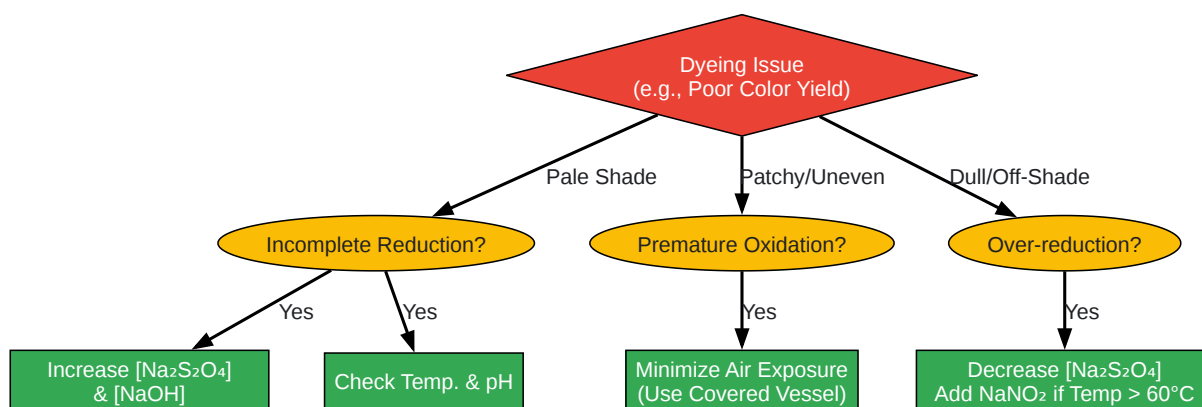 Dyeing Issue
(e.g., Poor Color Yield)
Pale Shade
Patchy/Uneven
Dull/Off-Shade
Incomplete Reduction?
Premature Oxidation?
Over-reduction?
Yes
Yes
Yes
Yes
Increase [Na₂S₂O₄]
& [NaOH]
Check Temp. & pH
Minimize Air Exposure
(Use Covered Vessel)
Decrease [Na₂S₂O₄]
Add NaNO₂ if Temp > 60°C